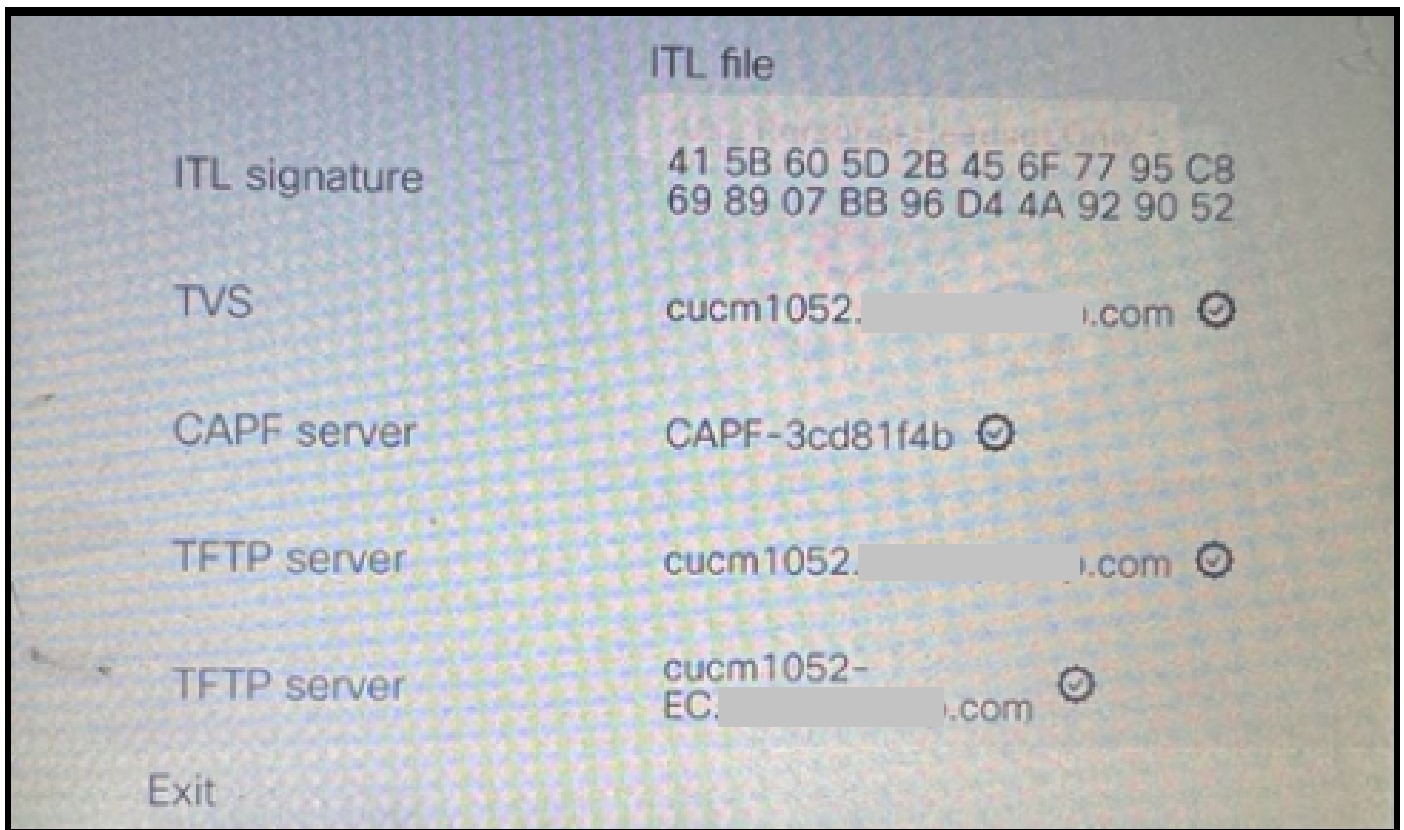 ITL file
ITL signature
41 5B 60 5D 2B 45 6F 77 95 C8
69 89 07 BB 96 D4 4A 92 90 52
TVS
cucm1052. .com
CAPF server
CAPF-3cd81f4b
TFTP server
cucm1052. .com
TFTP server
cucm1052-
EC. .com
Exit